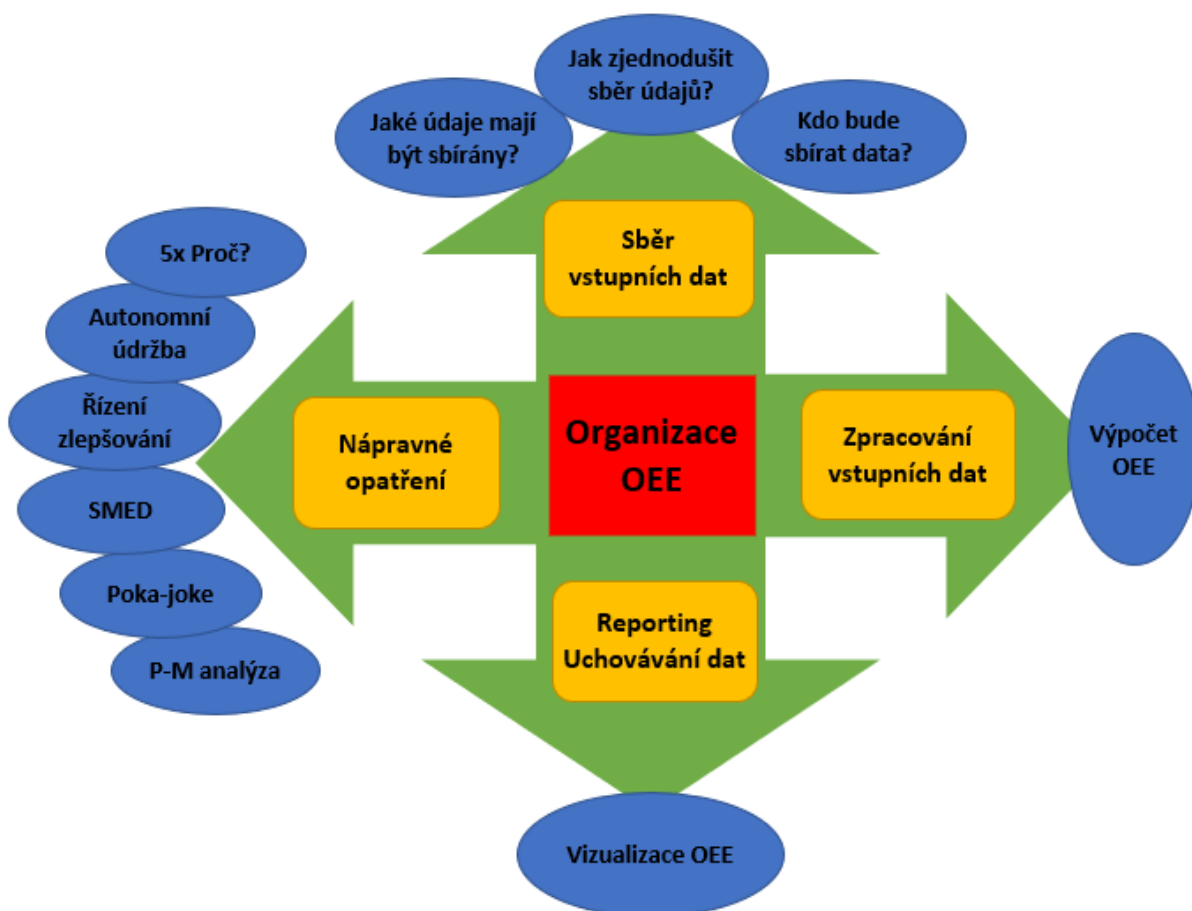 Jak zjednodušit
sběr údajů?
Jaké údaje mají
být sbírány?
Kdo bude
sbírat data?
Sběr
vstupních dat
5x Proč?
Autonomní
údržba
Řízení
zlepšování
SMED
Poka-joke
P-M analýza
Nápravné
opatření
Organizace
OEE
Zpracování
vstupních dat
Výpočet
OEE
Reporting
Uchovávání dat
Vizualizace OEE